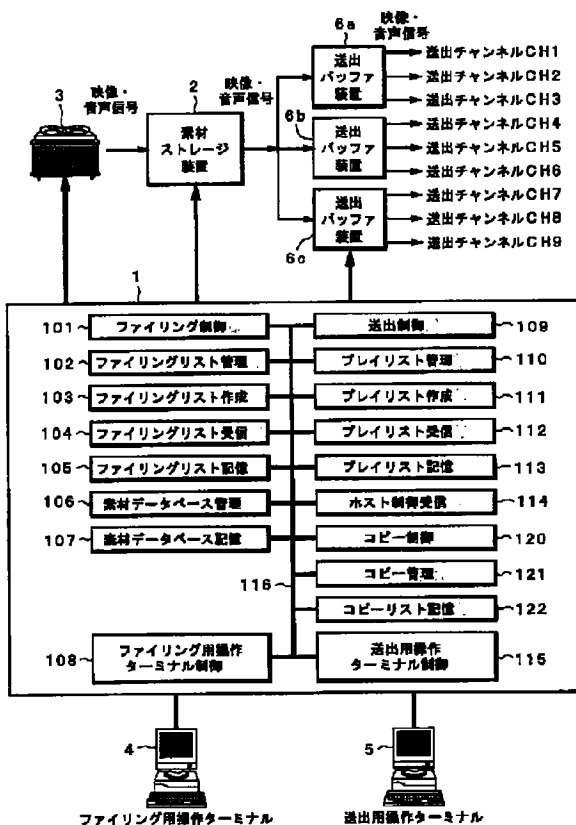 映像・
音声信号
6a
送出
バッファ
装置
送出チャンネルCH1
送出チャンネルCH2
送出チャンネルCH3
3
映像・
音声信号
2
素材
ストレージ
装置
映像・
音声信号
6b
送出
バッファ
装置
送出チャンネルCH4
送出チャンネルCH5
送出チャンネルCH6
送出
バッファ
装置
6c
送出チャンネルCH7
送出チャンネルCH8
送出チャンネルCH9
1
101 ファイリング制御
送出制御 109
102 ファイリングリスト管理
プレイリスト管理 110
103 ファイリングリスト作成
プレイリスト作成 111
104 ファイリングリスト受信
プレイリスト受信 112
105 ファイリングリスト記憶
プレイリスト記憶 113
106 素材データベース管理
ホスト制御受信 114
107 素材データベース記憶
コピー制御 120
116
コピー管理 121
コピーリスト記憶 122
108 ファイリング用操作
ターミナル制御
送出用操作
ターミナル制御 115
4
ファイリング用操作ターミナル
5
送出用操作ターミナル